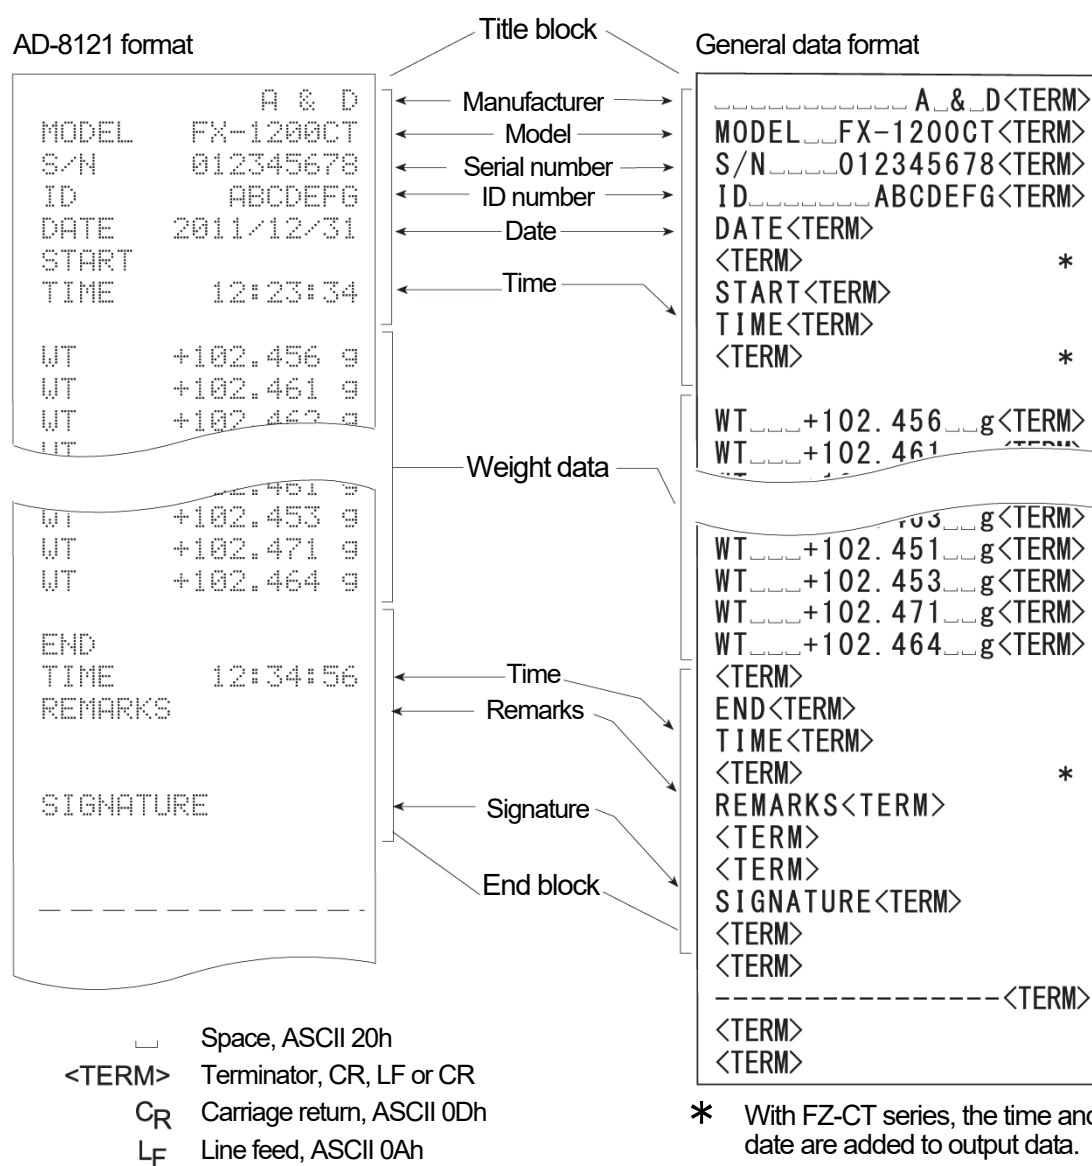 AD-8121 format
A & D
MODEL FX-1200CT
S/N 012345678
ID ABCDEFG
DATE 2011/12/31
START
TIME 12:23:34
WT +102.456 g
WT +102.461 g
WT +102.462 g
WT
.461 g
WT +102.453 g
WT +102.471 g
WT +102.464 g
END
TIME 12:34:56
REMARKS
SIGNATURE
Title block
Manufacturer
Model
Serial number
ID number
Date
Time
Weight data
Time
Remarks
Signature
End block
General data format
␣␣␣␣␣␣␣␣␣␣␣ A␣&␣D<TERM>
MODEL␣␣FX-1200CT<TERM>
S/N␣␣␣␣012345678<TERM>
ID␣␣␣␣␣␣␣ABCDEFG<TERM>
DATE<TERM>
<TERM> *
START<TERM>
TIME<TERM>
<TERM> *
WT␣␣␣+102.456␣␣g<TERM>
WT␣␣␣+102.461 <TERM>
␣␣g<TERM>
WT␣␣␣+102.451␣␣g<TERM>
WT␣␣␣+102.453␣␣g<TERM>
WT␣␣␣+102.471␣␣g<TERM>
WT␣␣␣+102.464␣␣g<TERM>
<TERM>
END<TERM>
TIME<TERM>
<TERM> *
REMARKS<TERM>
<TERM>
<TERM>
SIGNATURE<TERM>
<TERM>
<TERM>
----------------<TERM>
<TERM>
<TERM>
␣ Space, ASCII 20h
<TERM> Terminator, CR, LF or CR
CR Carriage return, ASCII 0Dh
LF Line feed, ASCII 0Ah
* With FZ-CT series, the time and
date are added to output data.